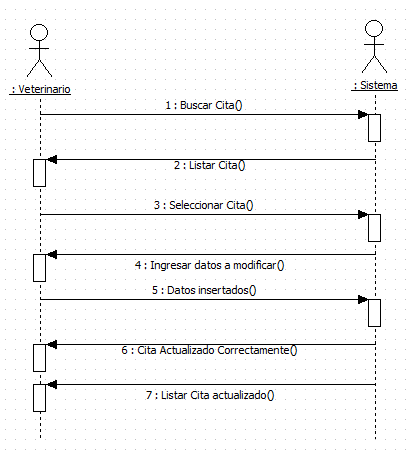 : Veterinario
: Sistema
1 : Buscar Cita()
2 : Listar Cita()
3 : Seleccionar Cita()
4 : Ingresar datos a modificar()
5 : Datos insertados()
6 : Cita Actualizado Correctamente()
7 : Listar Cita actualizado()